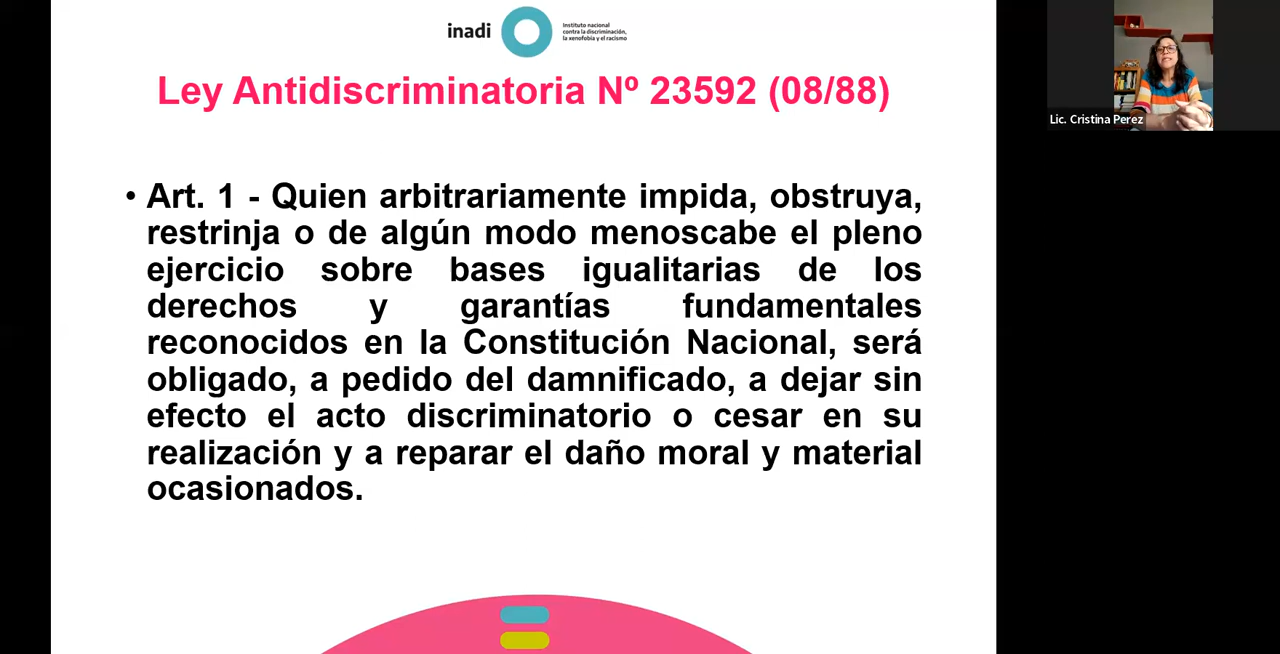 inadi
Instituto nacional
contra la discriminación,
la xenofobia y el racismo
Ley Antidiscriminatoria Nº 23592 (08/88)
• Art. 1 - Quien arbitrariamente impida, obstruya,
restrinja o de algún modo menoscabe el pleno
ejercicio sobre bases igualitarias de los
derechos y garantías fundamentales
reconocidos en la Constitución Nacional, será
obligado, a pedido del damnificado, a dejar sin
efecto el acto discriminatorio o cesar en su
realización y a reparar el daño moral y material
ocasionados.
Lic. Cristina Perez